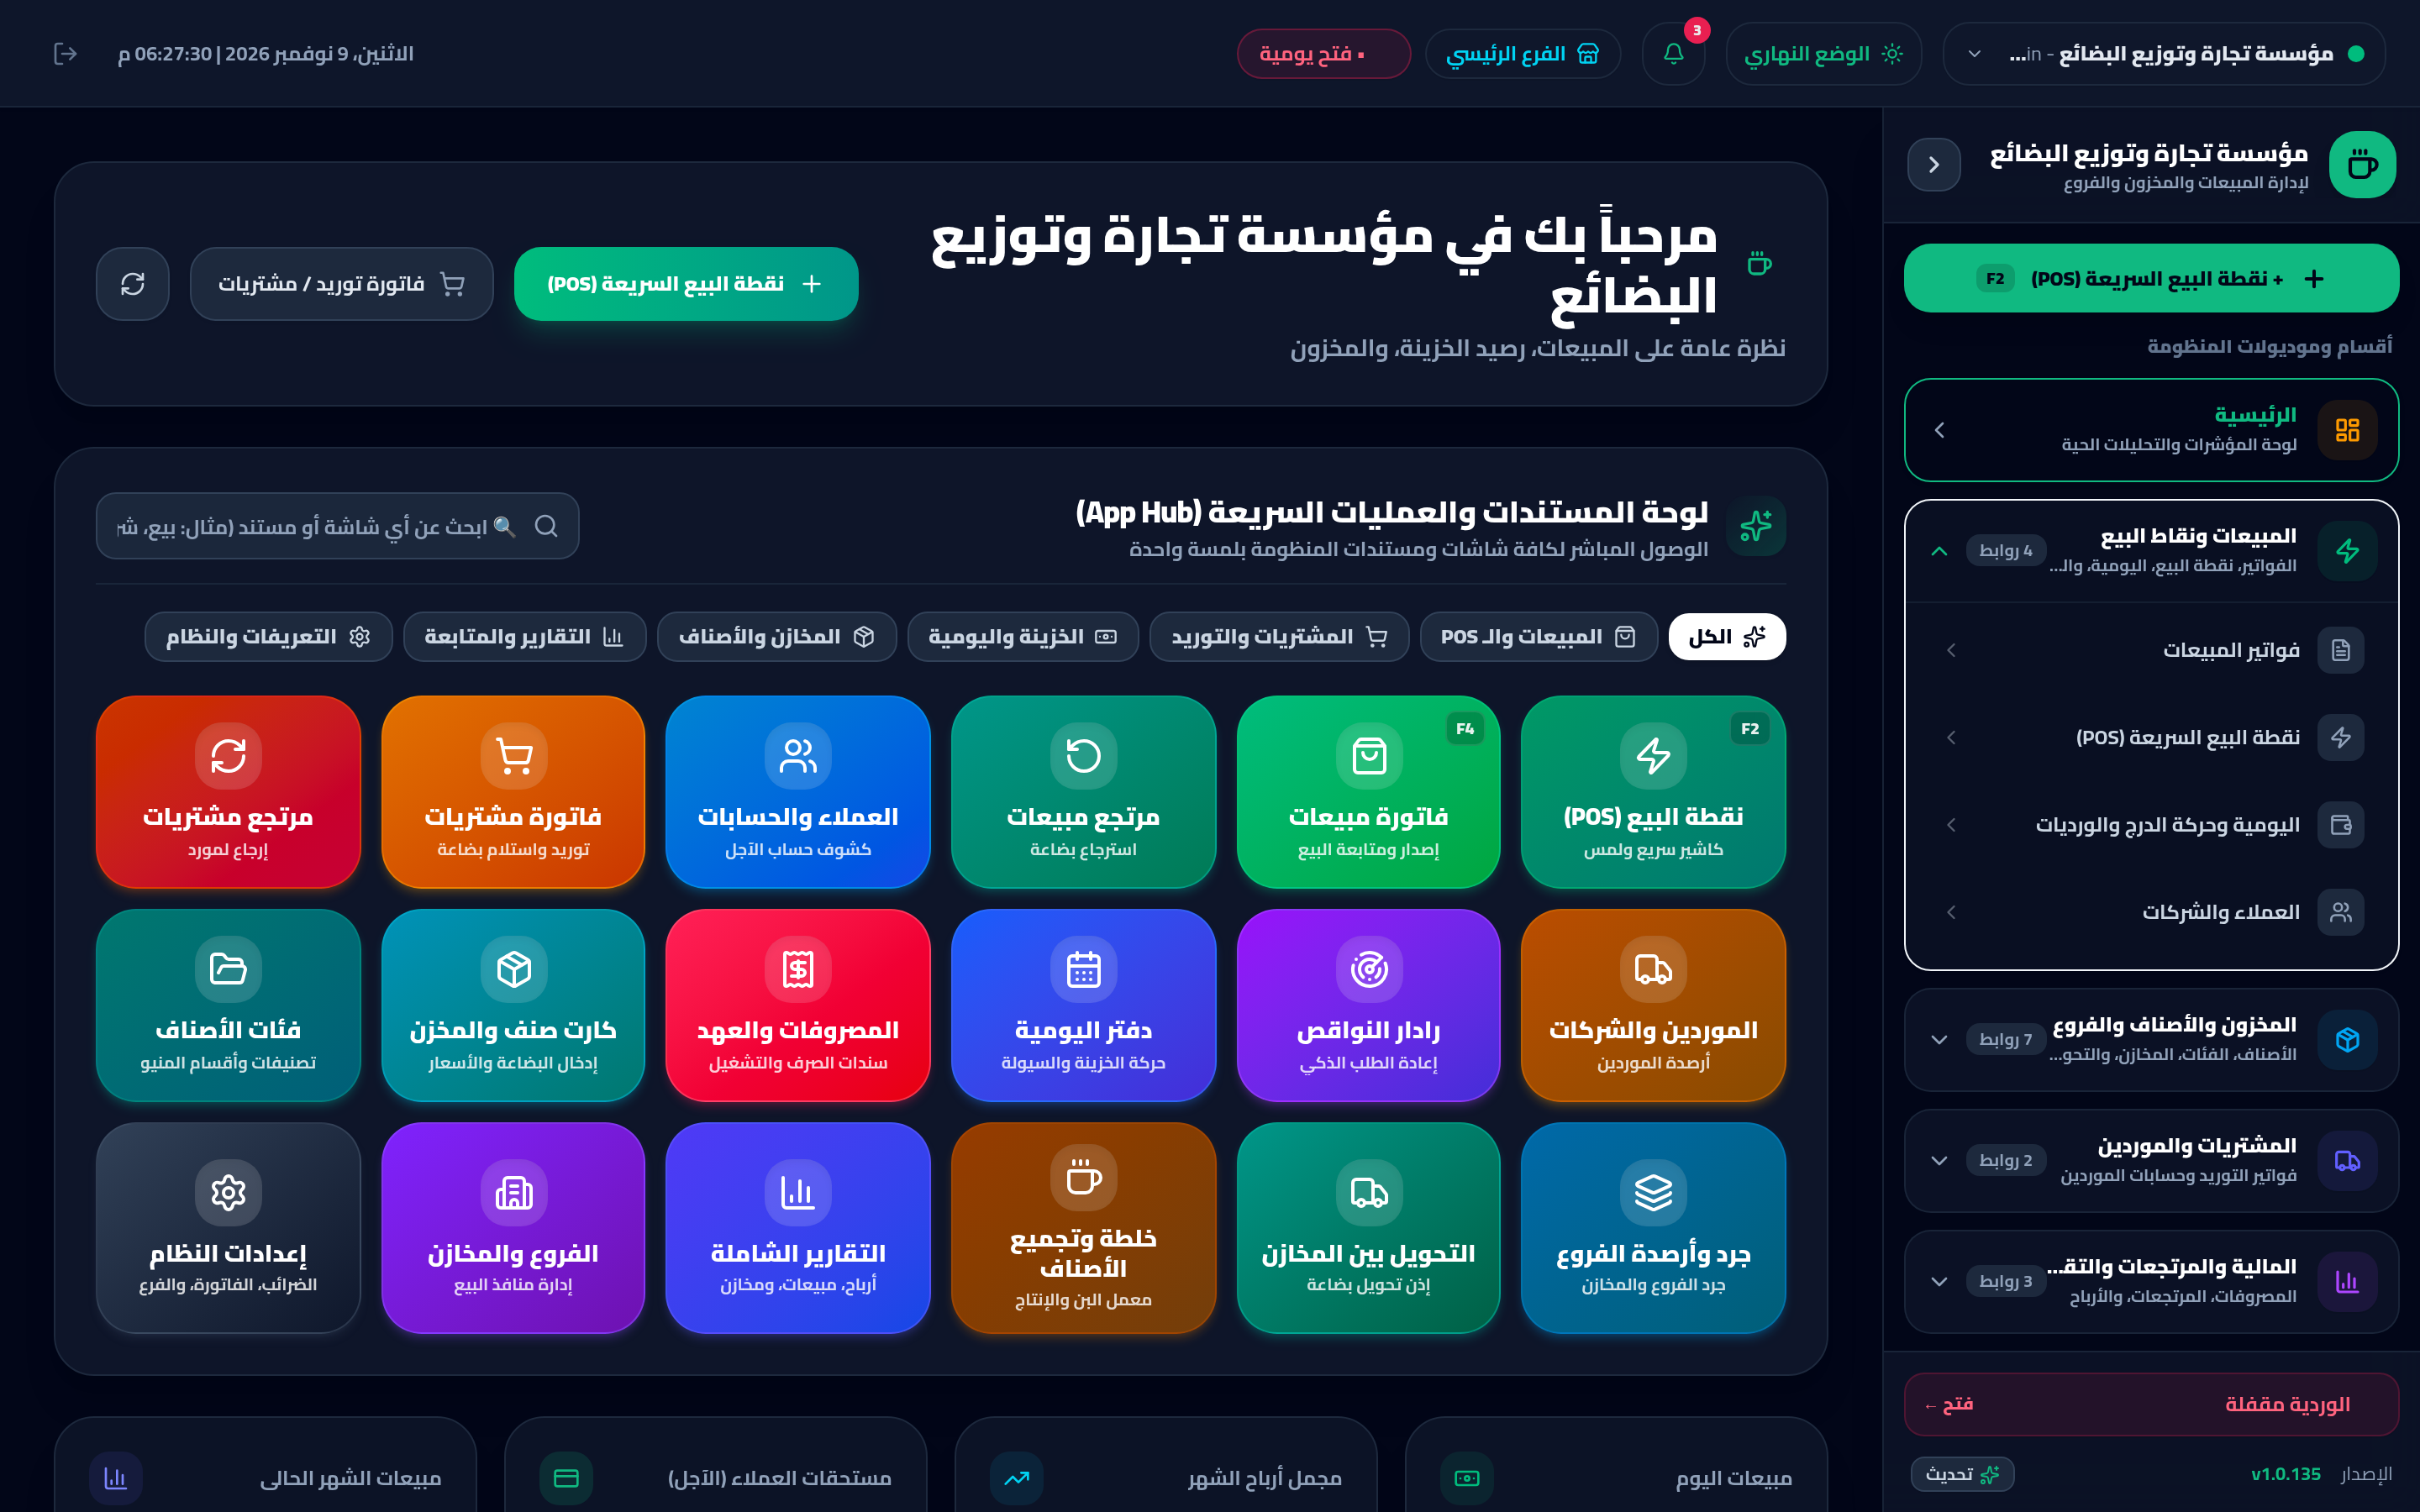 مؤسسة تجارة وتوزيع البضائع - in...
الوضع النهاري
3
الفرع الرئيسي
▪ فتح يومية
الاثنين، 9 نوفمبر 2026 | 06:27:30 م
مؤسسة تجارة وتوزيع البضائع
لإدارة المبيعات والمخزون والفروع
+ نقطة البيع السريعة (POS) F2
أقسام وموديولات المنظومة
الرئيسية
لوحة المؤشرات والتحليلات الحية
المبيعات ونقاط البيع
4 روابط
الفواتير، نقطة البيع، اليومية، والـ...
فواتير المبيعات
نقطة البيع السريعة (POS)
اليومية وحركة الدرج والورديات
العملاء والشركات
المخزون والأصناف والفروع
7 روابط
الأصناف، الفئات، المخازن، والتحو...
المشتريات والموردين
2 روابط
فواتير التوريد وحسابات الموردين
المالية والمرتجعات والتقـ...
3 روابط
المصروفات، المرتجعات، والأرباح
الوردية مقفلة
فتح ←
الإصدار v1.0.135
تحديث
مرحباً بك في مؤسسة تجارة وتوزيع
البضائع
نظرة عامة على المبيعات، رصيد الخزينة، والمخزون
نقطة البيع السريعة (POS)
فاتورة توريد / مشتريات
لوحة المستندات والعمليات السريعة (App Hub)
الوصول المباشر لكافة شاشات ومستندات المنظومة بلمسة واحدة
🔍 ابحث عن أي شاشة أو مستند (مثال: بيع، شر
الكل
المبيعات والـ POS
المشتريات والتوريد
الخزينة واليومية
المخازن والأصناف
التقارير والمتابعة
التعريفات والنظام
F2
نقطة البيع (POS)
كاشير سريع ولمس
F4
فاتورة مبيعات
إصدار ومتابعة البيع
مرتجع مبيعات
استرجاع بضاعة
العملاء والحسابات
كشوف حساب الآجل
فاتورة مشتريات
توريد واستلام بضاعة
مرتجع مشتريات
إرجاع لمورد
الموردين والشركات
أرصدة الموردين
رادار النواقص
إعادة الطلب الذكي
دفتر اليومية
حركة الخزينة والسيولة
المصروفات والعهد
سندات الصرف والتشغيل
كارت صنف والمخزن
إدخال البضاعة والأسعار
فئات الأصناف
تصنيفات وأقسام المنيو
جرد وأرصدة الفروع
جرد الفروع والمخازن
التحويل بين المخازن
إذن تحويل بضاعة
خلطة وتجميع
الأصناف
معمل البن والإنتاج
التقارير الشاملة
أرباح، مبيعات، ومخازن
الفروع والمخازن
إدارة منافذ البيع
إعدادات النظام
الضرائب، الفاتورة، والفرع
مبيعات اليوم
مجمل أرباح الشهر
مستحقات العملاء (الآجل)
مبيعات الشهر الحالى